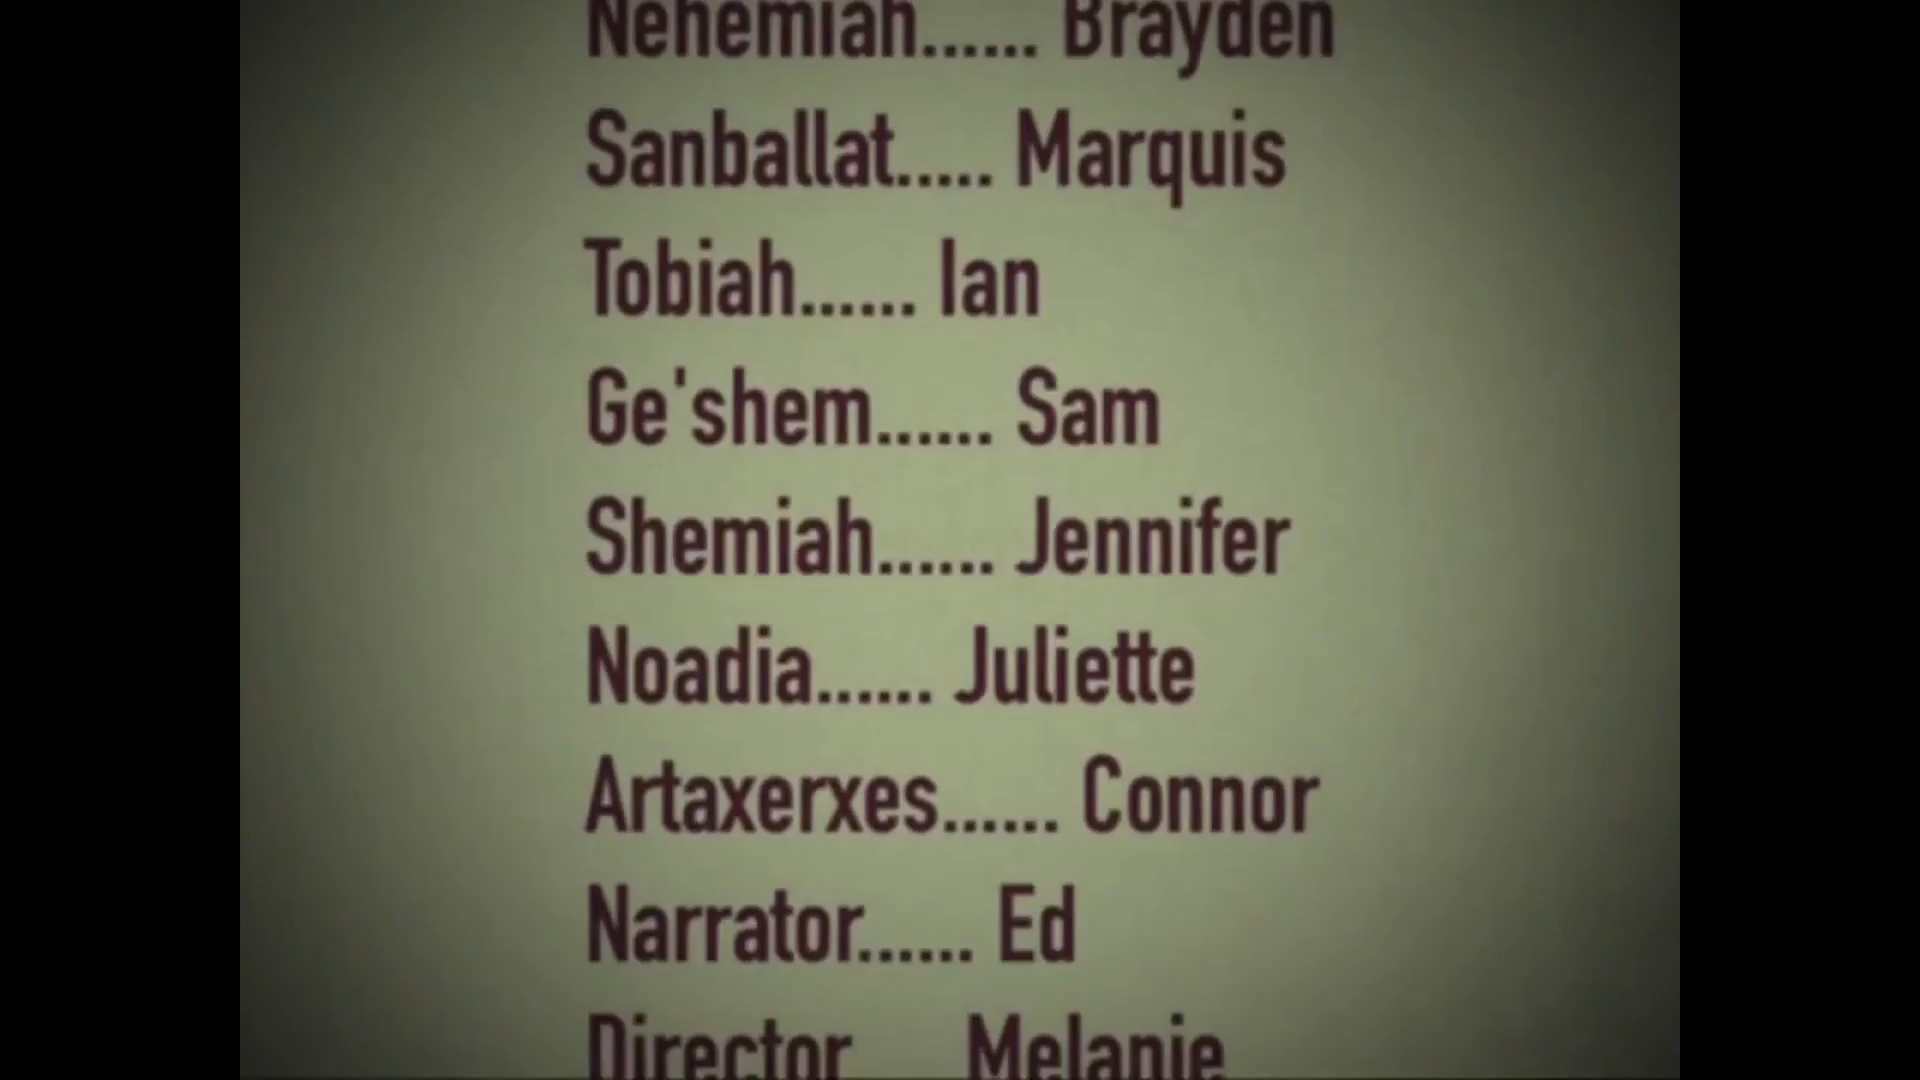 Nehemiah...... Brayden
Sanballat..... Marquis
Tobiah...... Ian
Ge'shem...... Sam
Shemiah...... Jennifer
Noadia...... Juliette
Artaxerxes...... Connor
Narrator...... Ed
Director Melanie